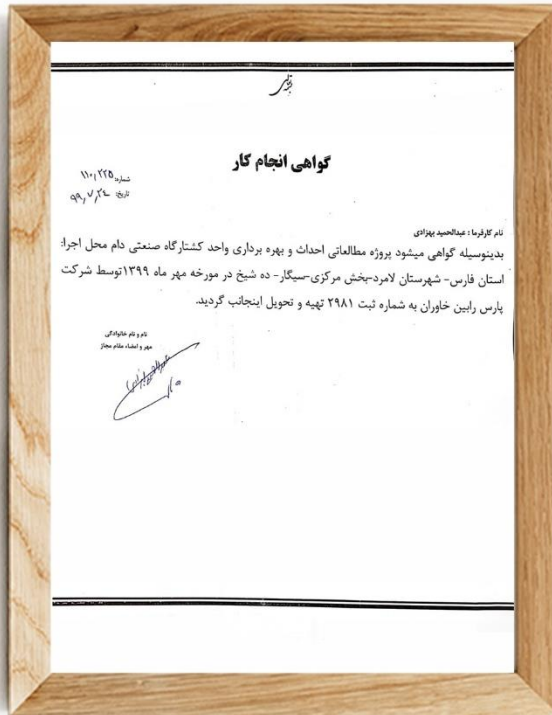 گواهی انجام کار
شماره: ۱۱۰٫۲۲۵
تاریخ: ۹۹٫۷٫۲۴
نام کارفرما : عبدالحمید بهزادی
بدینوسیله گواهی میشود پروژه مطالعاتی احداث و بهره برداری واحد کشتارگاه صنعتی دام محل اجرا:
استان فارس- شهرستان لامرد-بخش مرکزی-سیگار- ده شیخ در مورخه مهر ماه ۱۳۹۹توسط شرکت
پارس رابین خاوران به شماره ثبت ۲۹۸۱ تهیه و تحویل اینجانب گردید.
نام و نام خانوادگی
مهر و امضاء مقام مجاز